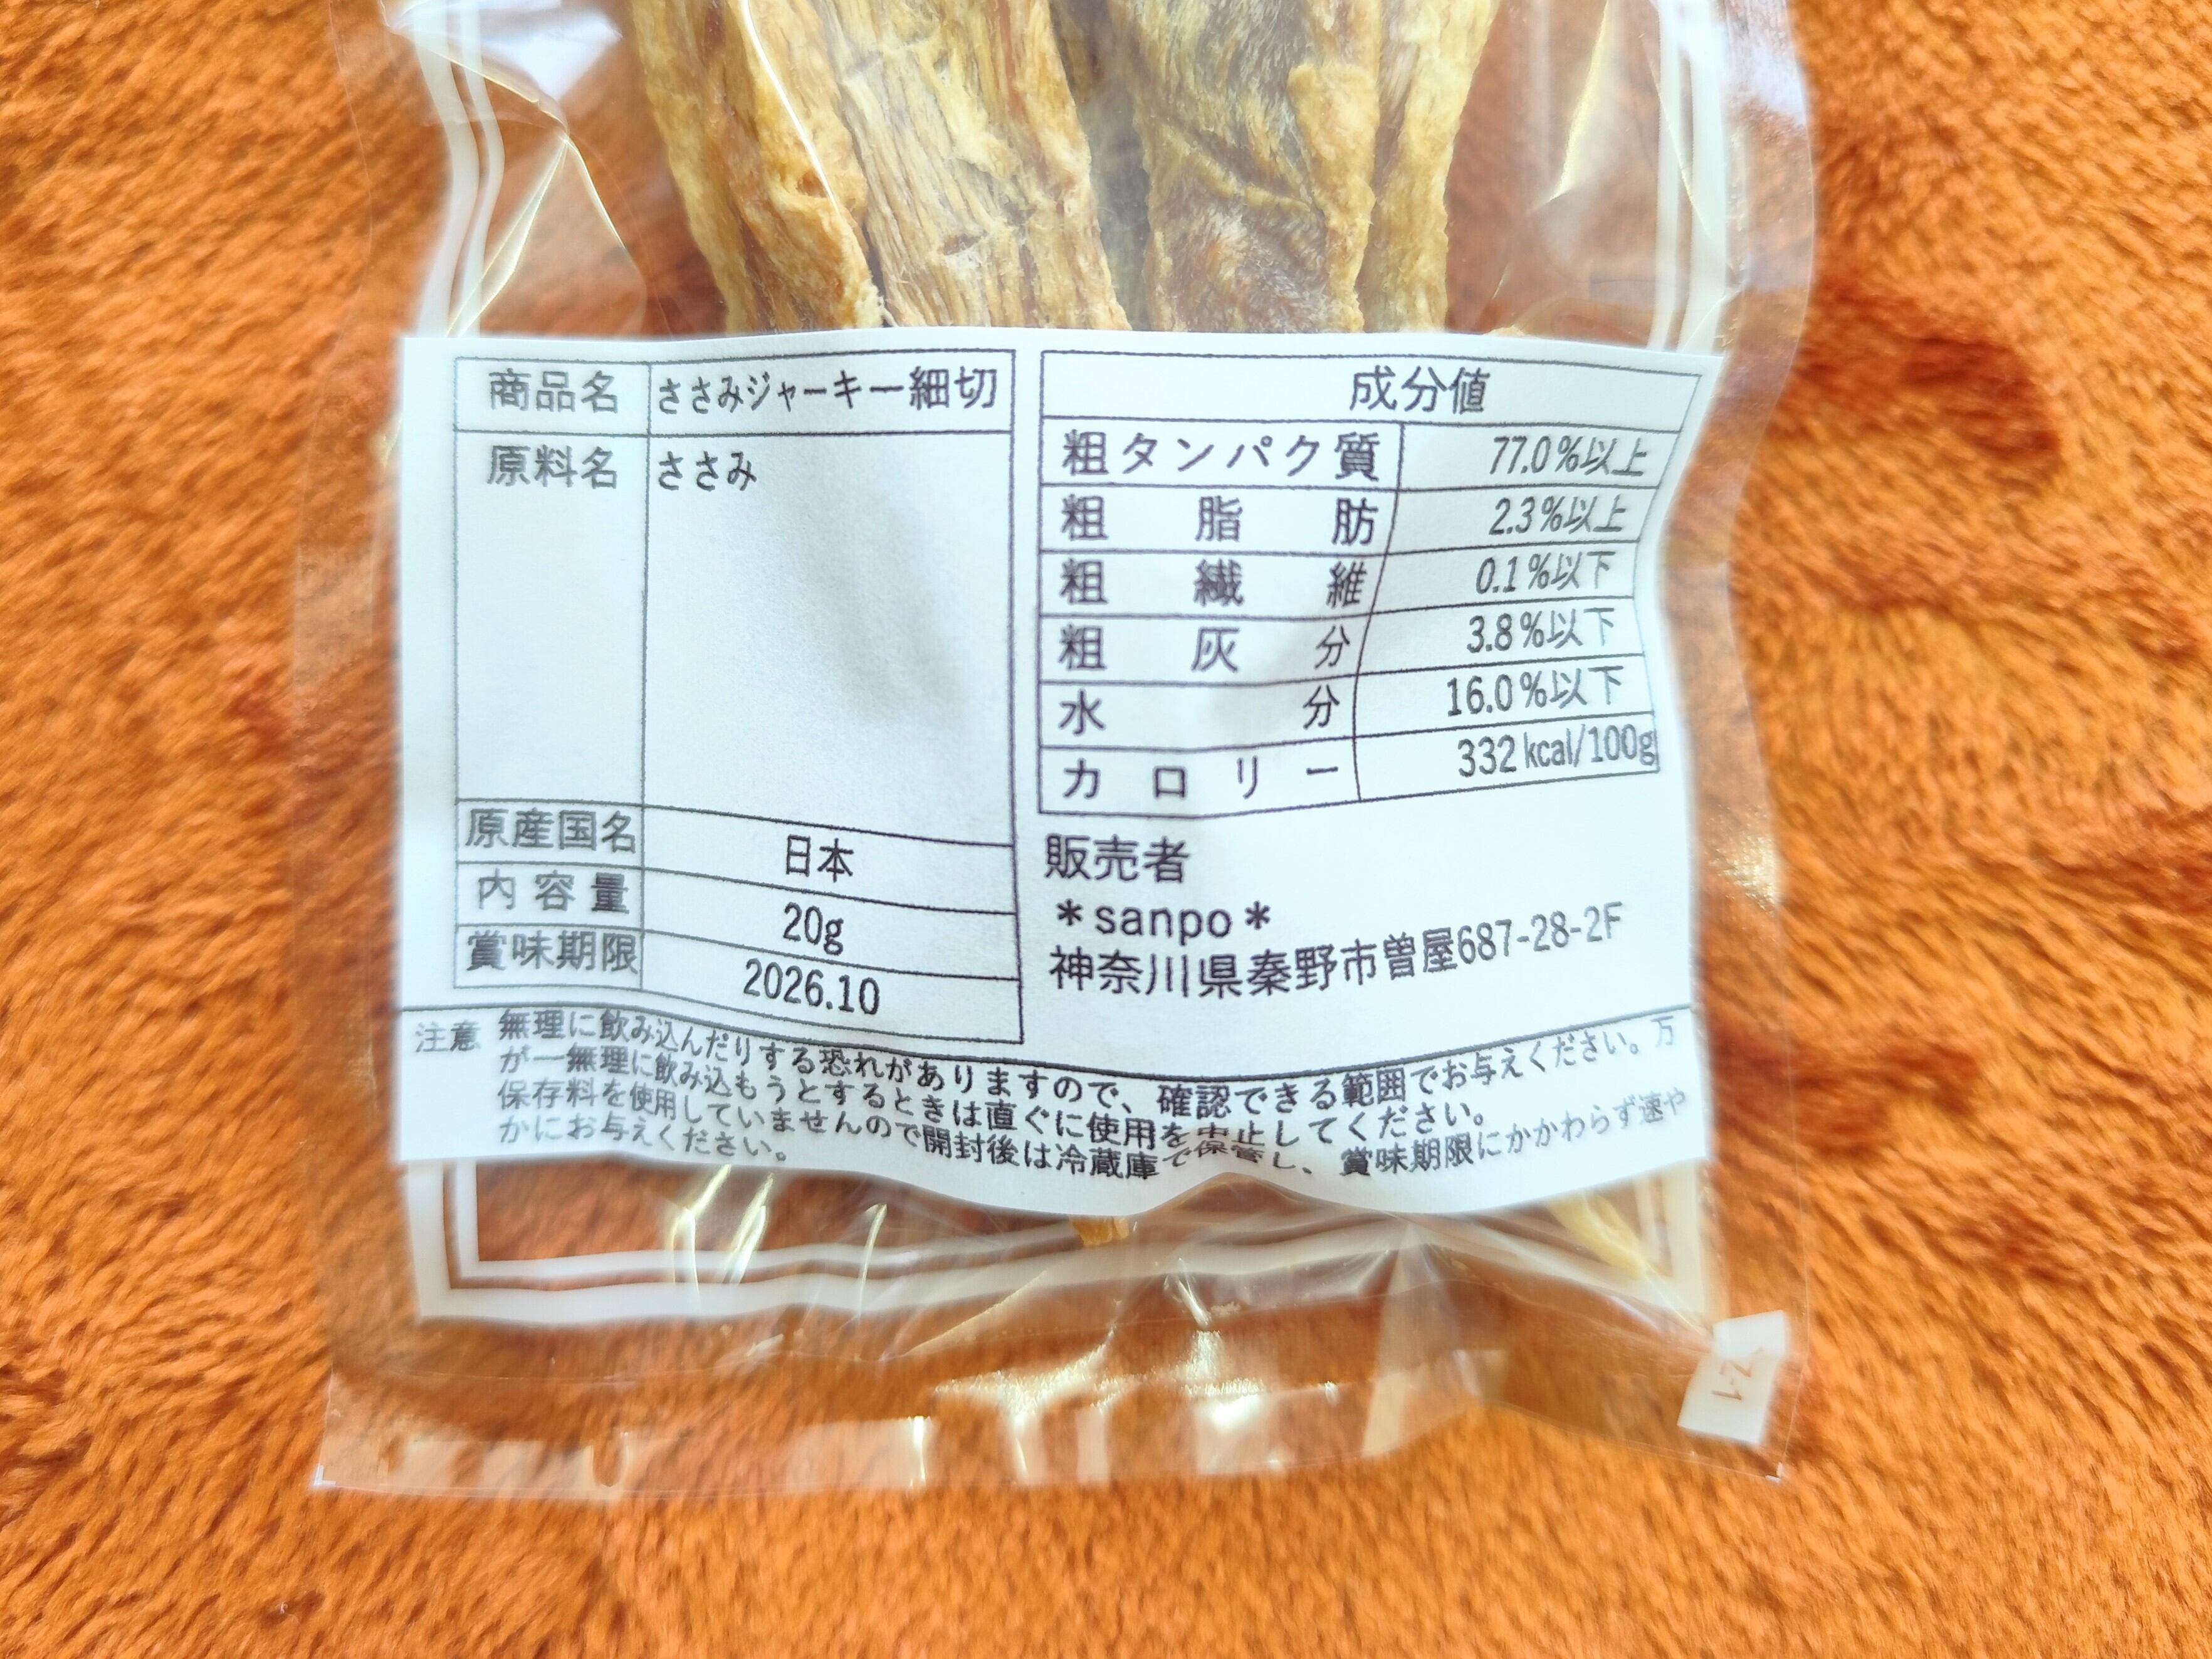 商品名 ささみジャーキー細切
原料名 ささみ
原産国名 日本
内容量 20g
賞味期限 2026.10
成分値
粗タンパク質 77.0%以上
粗脂肪 2.3%以上
粗繊維 0.1%以下
粗灰分 3.8%以下
水分 16.0%以下
カロリー 332kcal/100g
販売者
*sanpo*
神奈川県秦野市曽屋687-28-2F
注意 無理に飲み込んだりする恐れがありますので、確認できる範囲でお与えください。万
が一無理に飲み込もうとするときは直ぐに使用を中止してください。
保存料を使用していませんので開封後は冷蔵庫で保管し、賞味期限にかかわらず速や
かにお与えください。
Z-1